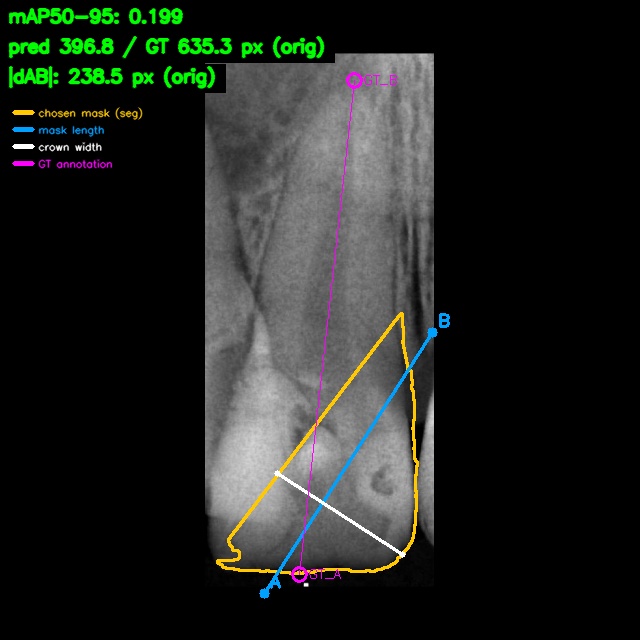 mAP50-95: 0.199
pred 396.8 / GT 635.3 px (orig)
|dAB|: 238.5 px (orig)
chosen mask (seg)
mask length
crown width
GT annotation
GT_B
B
A
GT_A